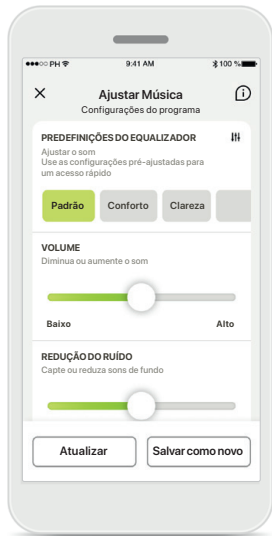 PH 9:41 AM 100 %
Ajustar Música
Configurações do programa
PREDEFINIÇÕES DO EQUALIZADOR
Ajustar o som
Use as configurações pré-ajustadas para
um acesso rápido
Padrão Conforto Clareza
VOLUME
Diminua ou aumente o som
Baixo Alto
REDUÇÃO DO RUÍDO
Capte ou reduza sons de fundo
Atualizar Salvar como novo